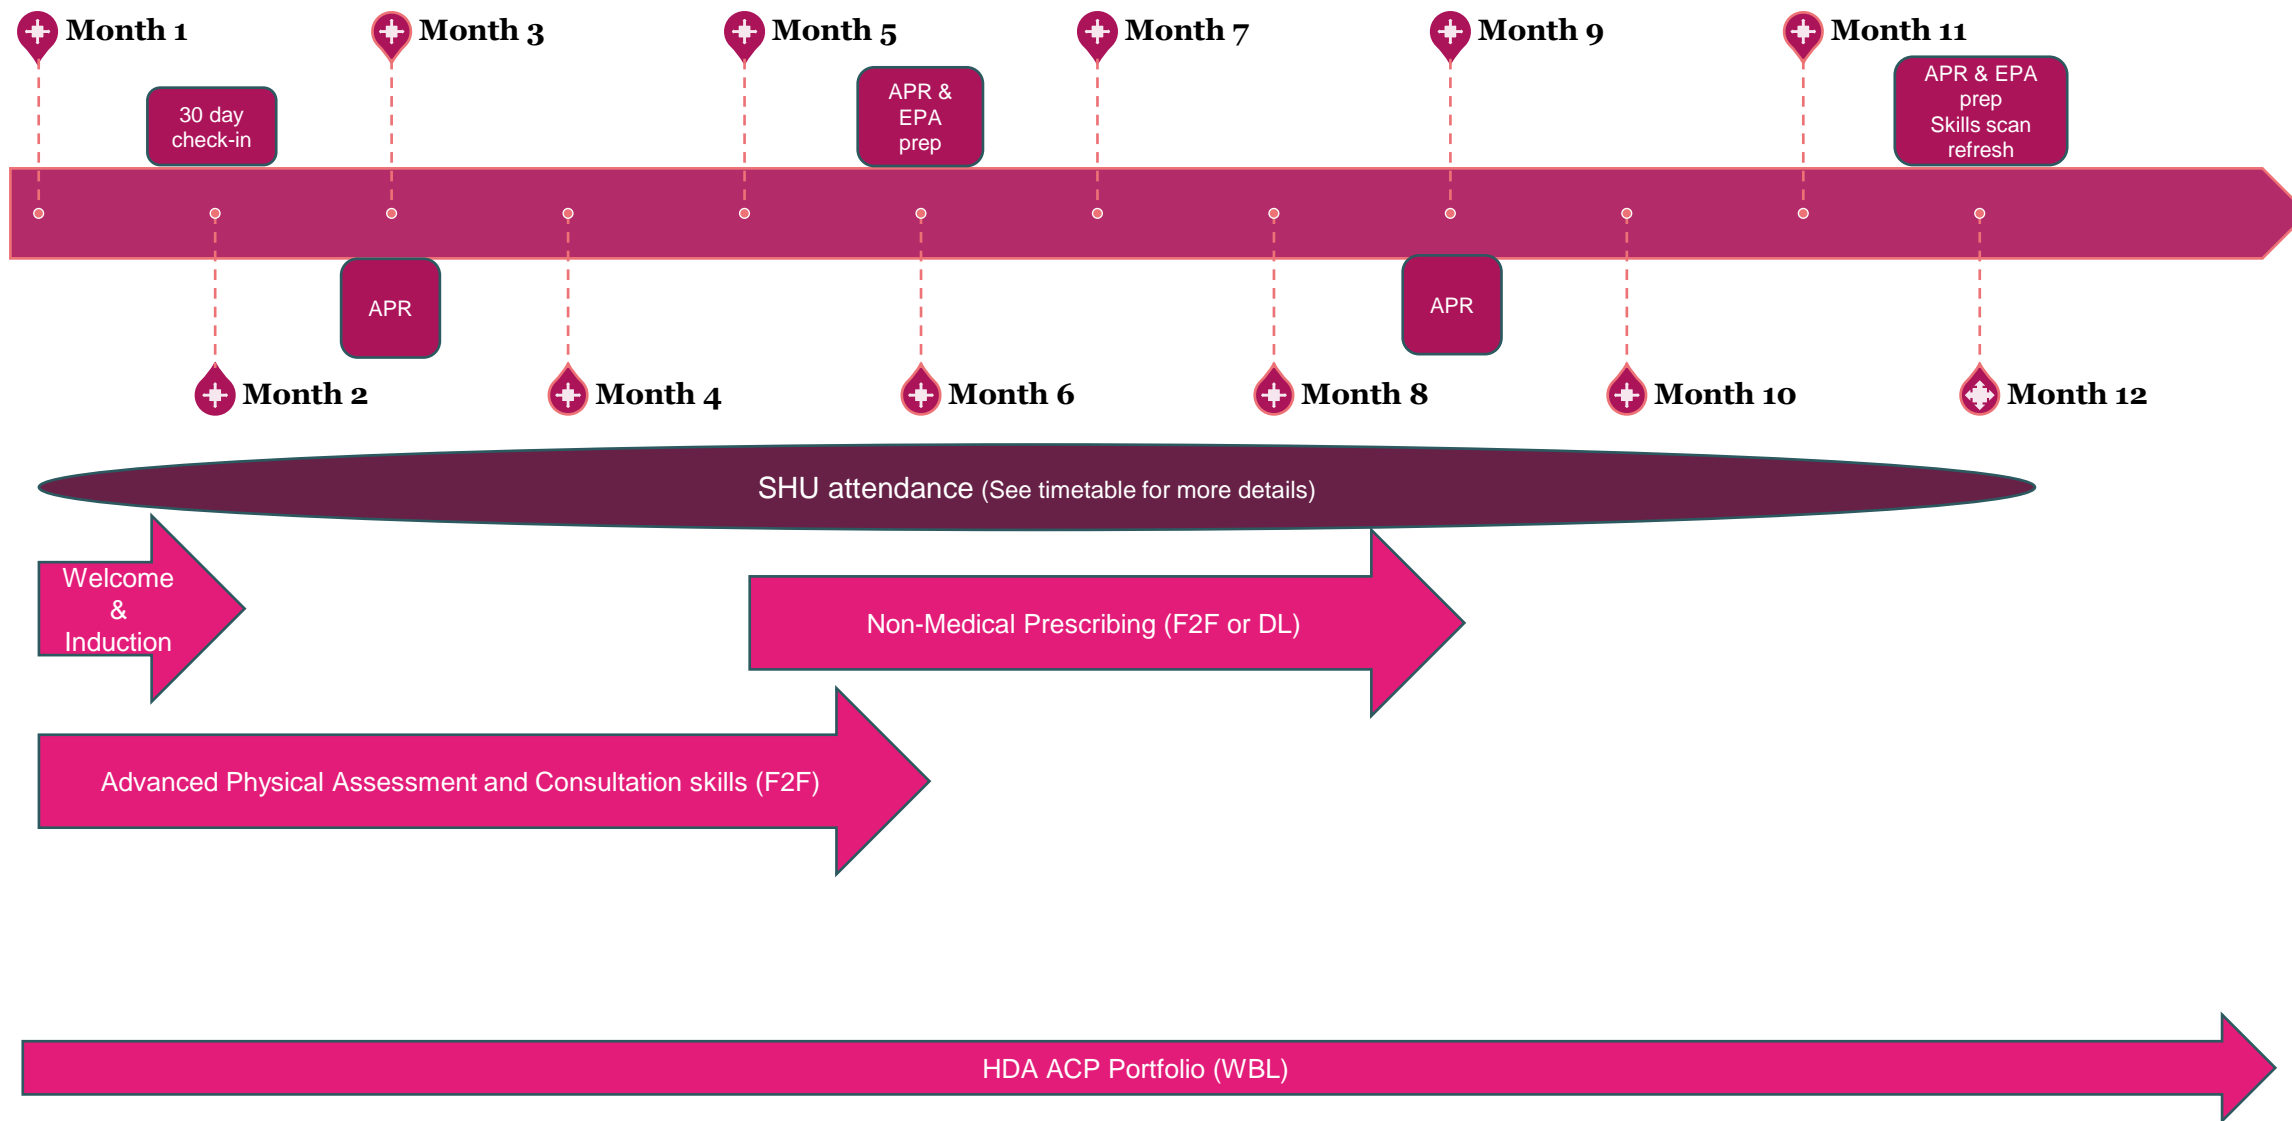 Month 1
Month 3
Month 5
Month 7
Month 9
Month 11
30 day
check-in
APR &
EPA
prep
APR & EPA
prep
Skills scan
refresh
APR
APR
Month 2
Month 4
Month 6
Month 8
Month 10
Month 12
SHU attendance (See timetable for more details)
Welcome
&
Induction
Non-Medical Prescribing (F2F or DL)
Advanced Physical Assessment and Consultation skills (F2F)
HDA ACP Portfolio (WBL)